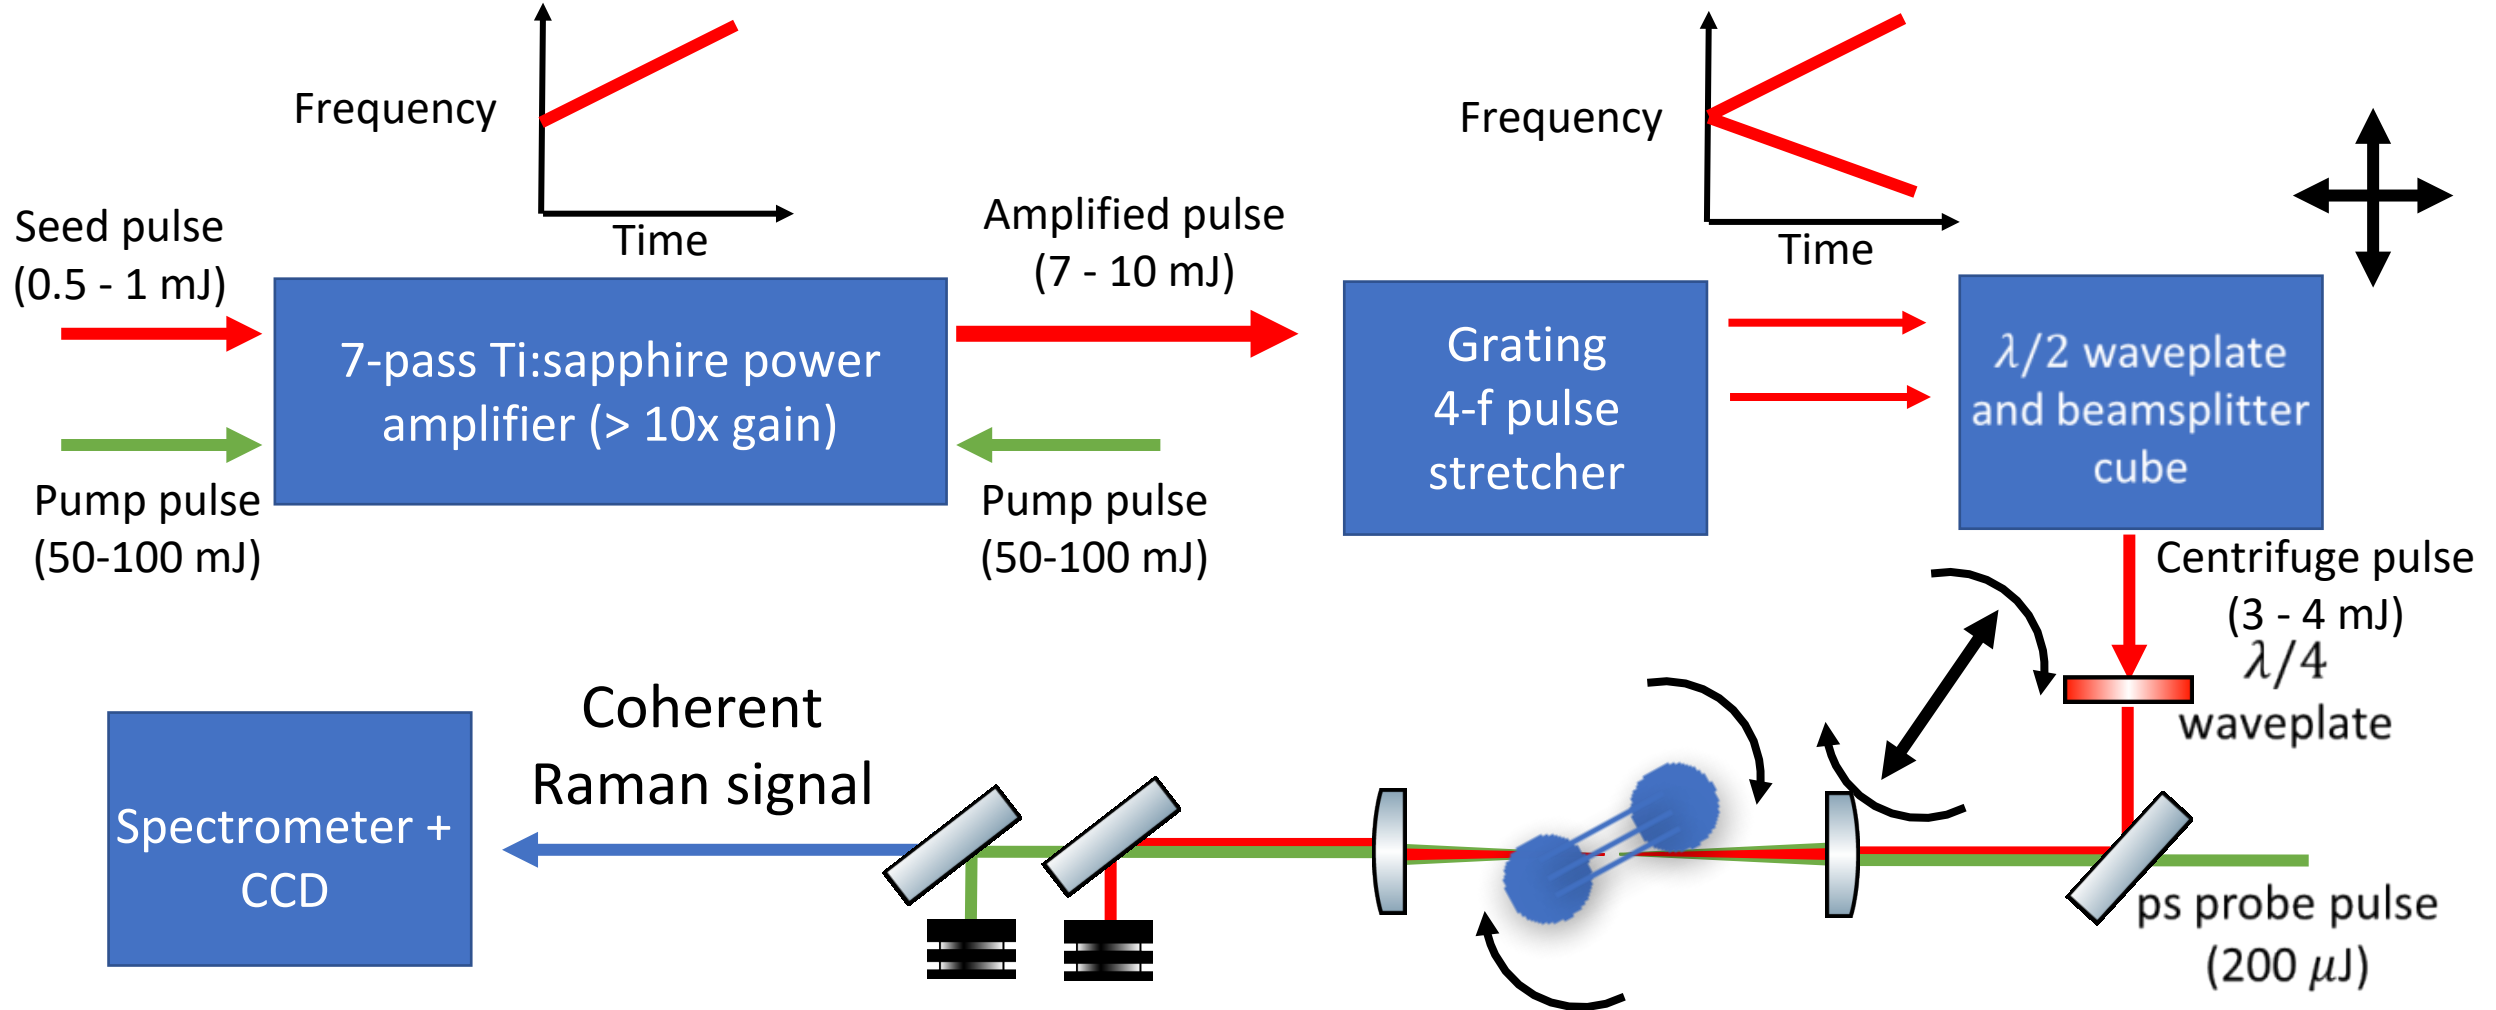 Frequency
Time
Seed pulse
(0.5 - 1 mJ)
Pump pulse
(50-100 mJ)
7-pass Ti:sapphire power
amplifier (> 10x gain)
Amplified pulse
(7 - 10 mJ)
Pump pulse
(50-100 mJ)
Frequency
Time
Grating
4-f pulse
stretcher
λ/2 waveplate
and beamsplitter
cube
Centrifuge pulse
(3 - 4 mJ)
λ/4
waveplate
ps probe pulse
(200 μJ)
Coherent
Raman signal
Spectrometer +
CCD